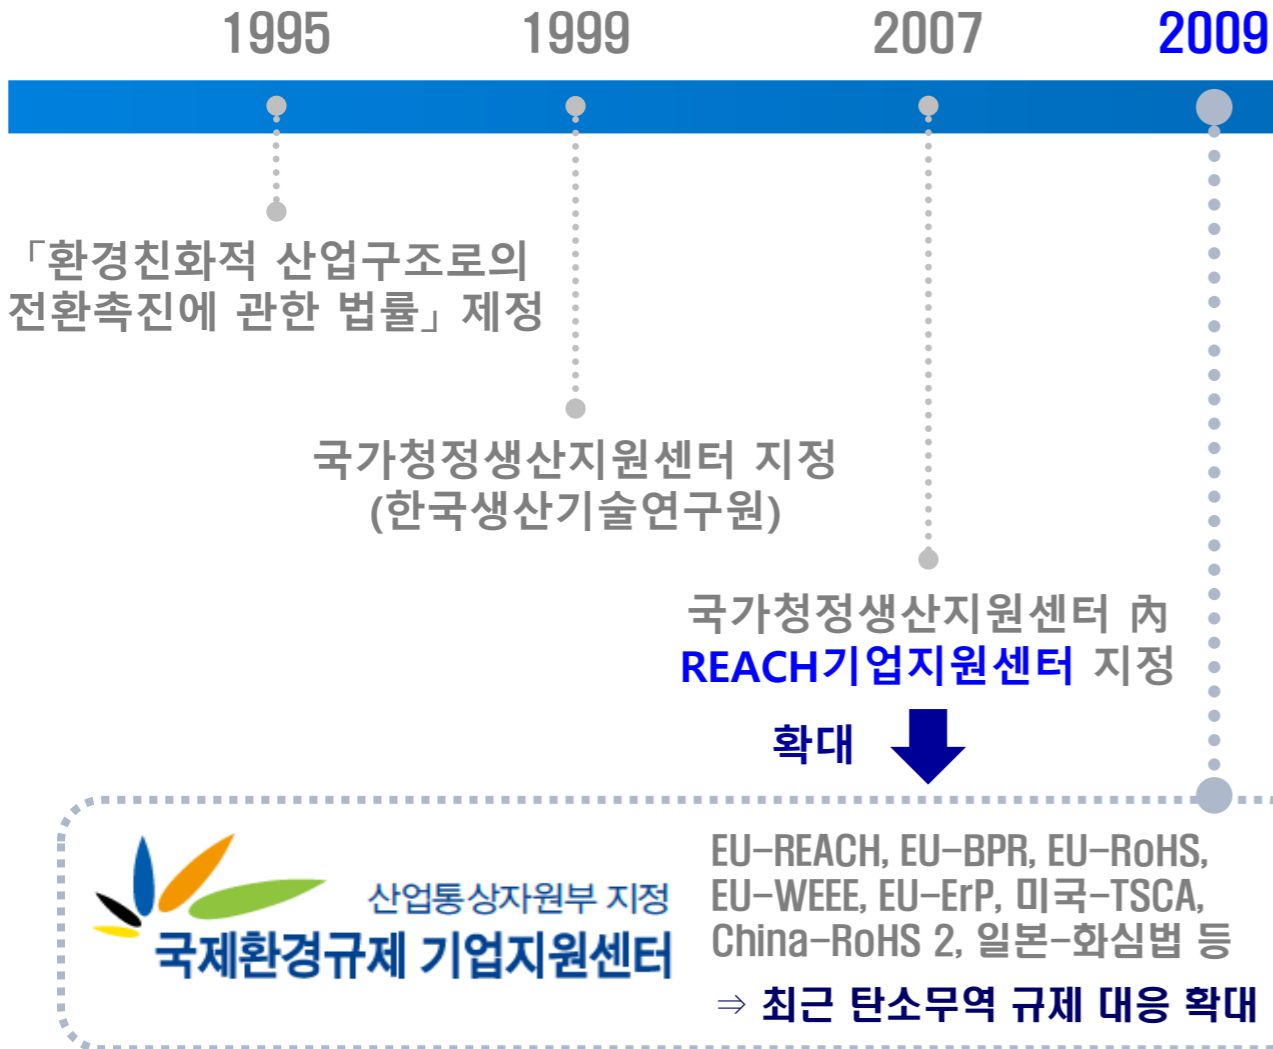 1995 1999 2007 2009
「환경친화적 산업구조로의
전환촉진에 관한 법률」 제정
국가청정생산지원센터 지정
(한국생산기술연구원)
국가청정생산지원센터 內
REACH기업지원센터 지정
확대
산업통상자원부 지정
국제환경규제 기업지원센터
EU-REACH, EU-BPR, EU-RoHS,
EU-WEEE, EU-ErP, 미국-TSCA,
China-RoHS 2, 일본-화심법 등
⇒ 최근 탄소무역 규제 대응 확대